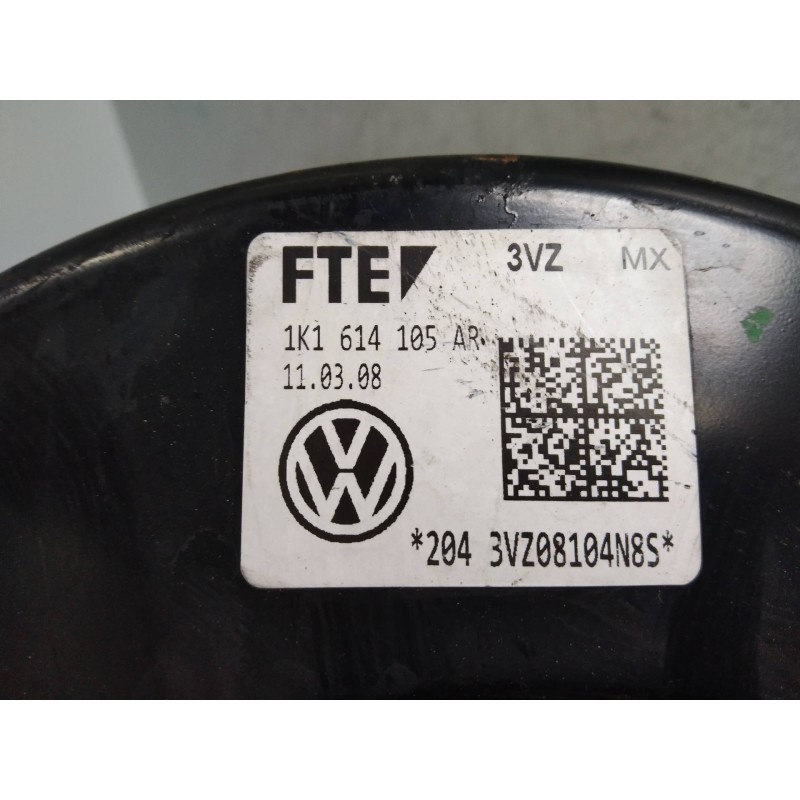 FTE 3VZ MX
1K1 614 105 AR
11.03.08
*204 3VZ08104N8S*